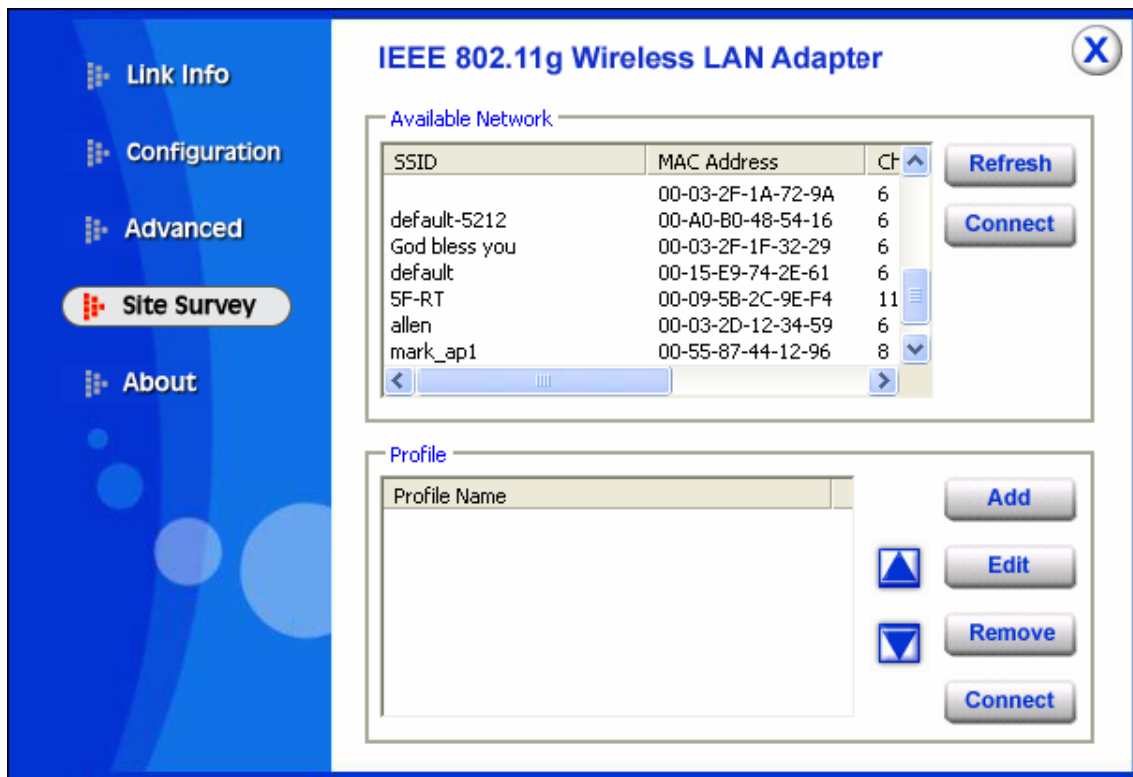 Link Info
Configuration
Advanced
Site Survey
About
IEEE 802.11g Wireless LAN Adapter
X
Available Network
SSID MAC Address Ch
00-03-2F-1A-72-9A 6
default-5212 00-A0-B0-48-54-16 6
God bless you 00-03-2F-1F-32-29 6
default 00-15-E9-74-2E-61 6
5F-RT 00-09-5B-2C-9E-F4 11
allen 00-03-2D-12-34-59 6
mark_ap1 00-55-87-44-12-96 8
Refresh
Connect
Profile
Profile Name
Add
Edit
Remove
Connect